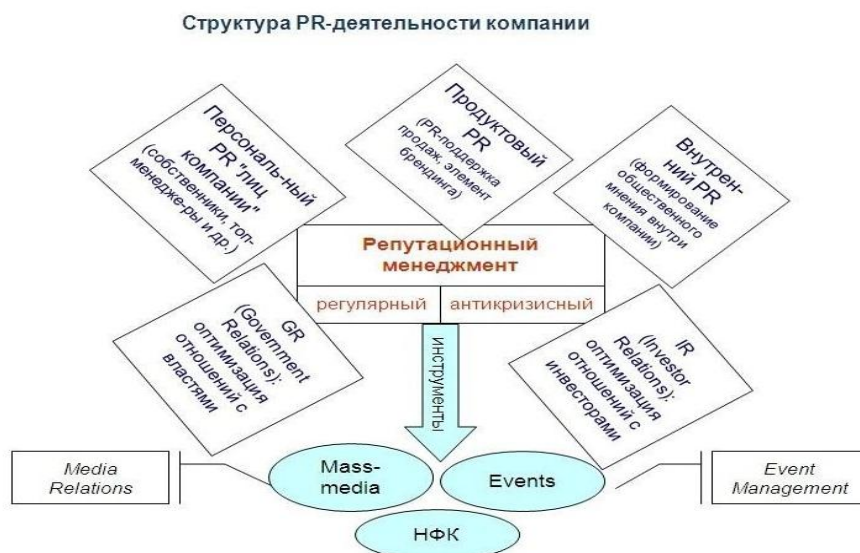 Структура PR-деятельности компании
Персональ-ный
PR "лиц
компании"
(собственники, топ-
менедже-ры и др.)
Продуктовый
PR
(PR-поддержка
продаж, элемент
брендинга)
Внутрен-
ний PR
(формирование
общественного
мнения внутри
компании)
Репутационный
менеджмент
регулярный
антикризисный
GR
(Government
Relations):
оптимизация
отношений с
властями
инструменты
IR
(Investor
Relations):
оптимизация
отношений с
инвесторами
Media
Relations
Mass-
media
Events
Event
Management
НФК